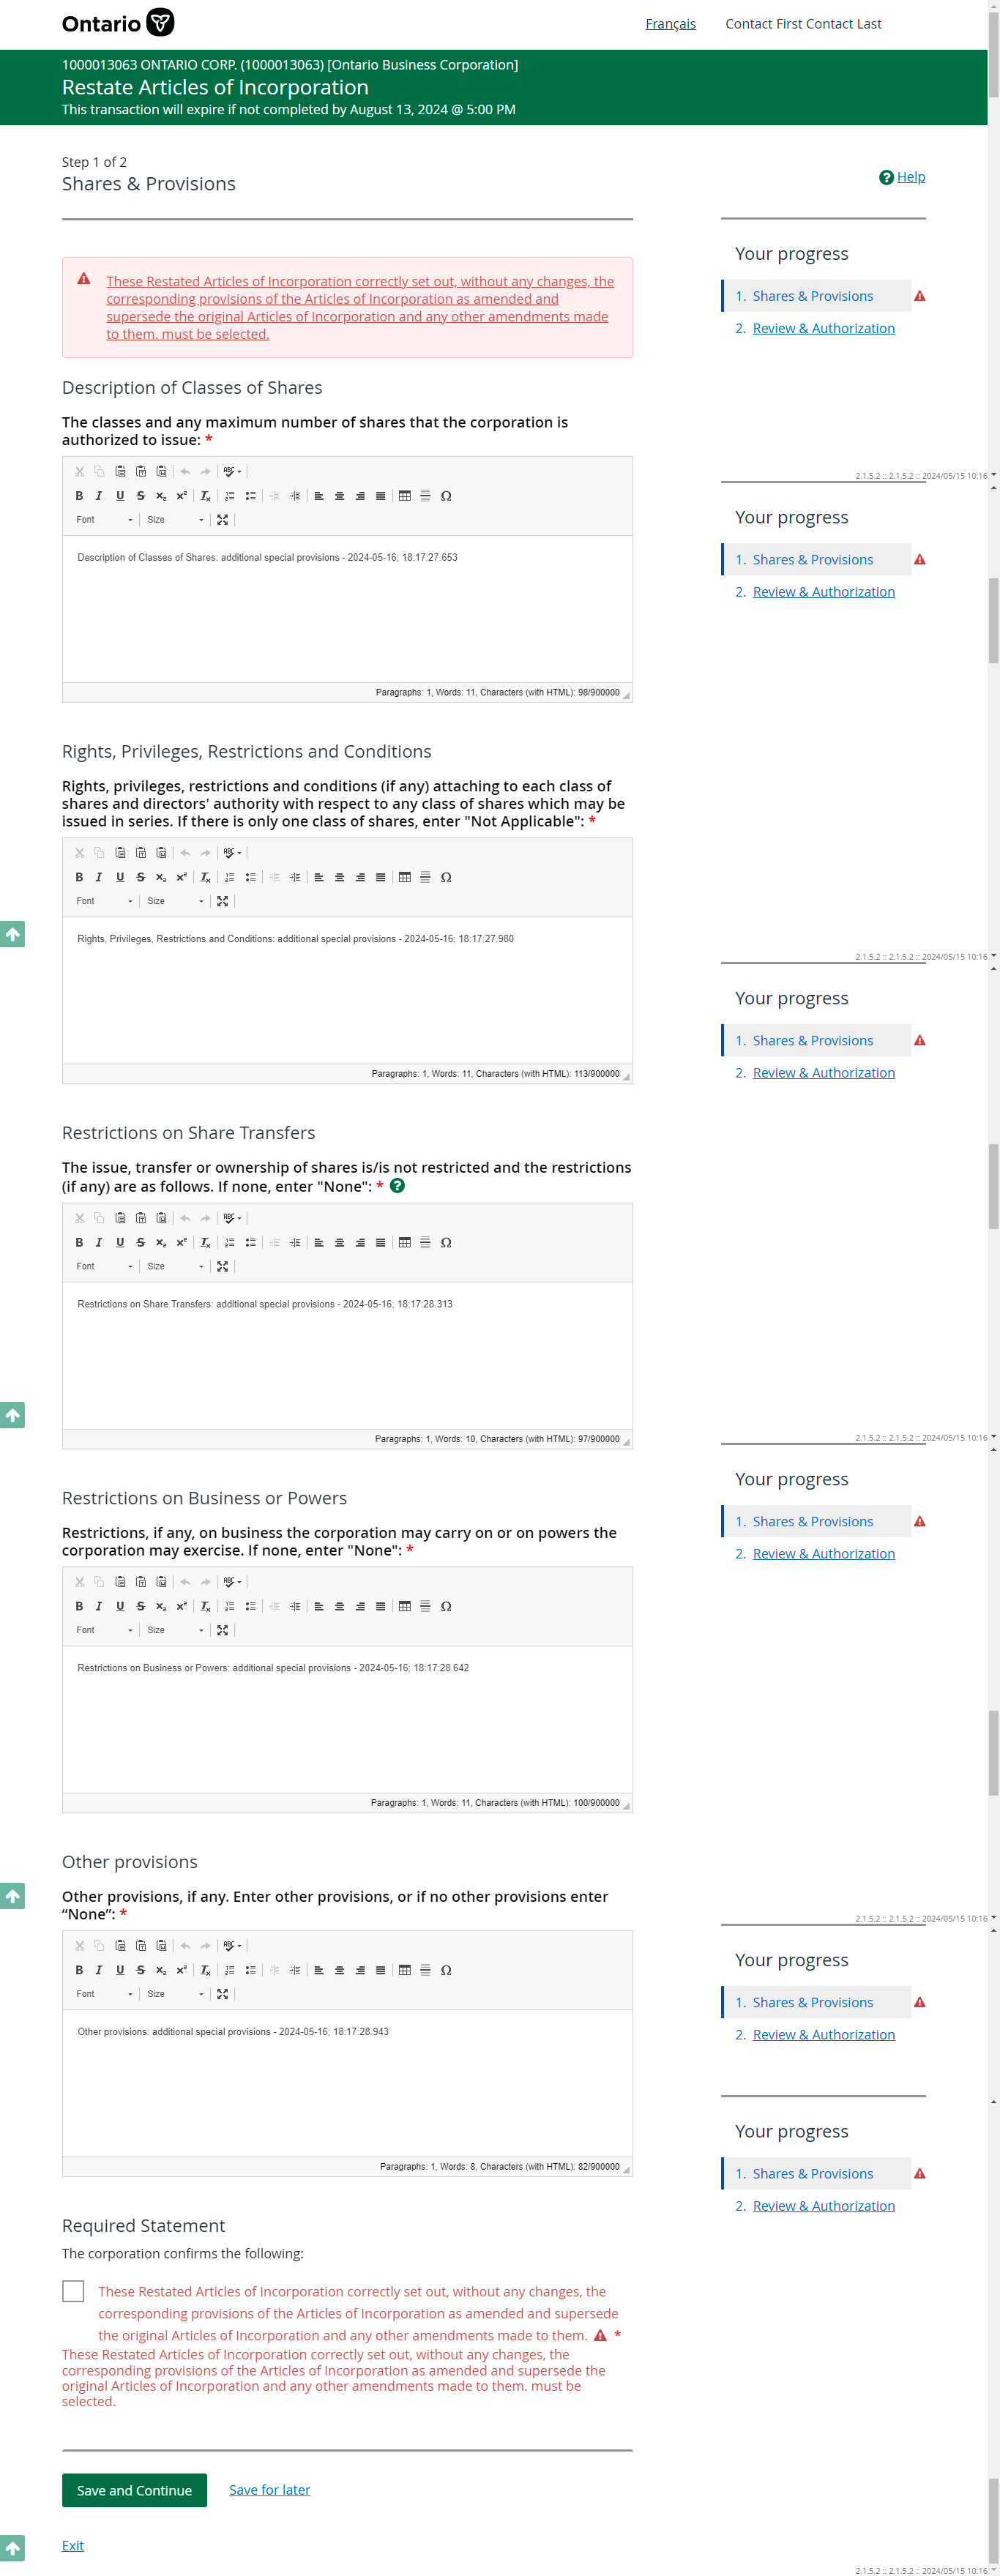 Ontario
Français
Contact First Contact Last
1000013063 ONTARIO CORP. (1000013063) [Ontario Business Corporation]
Restate Articles of Incorporation
This transaction will expire if not completed by August 13, 2024 @ 5:00 PM
Step 1 of 2
Shares & Provisions
Help
These Restated Articles of Incorporation correctly set out, without any changes, the
corresponding provisions of the Articles of Incorporation as amended and
supersede the original Articles of Incorporation and any other amendments made
to them. must be selected.
Your progress
1. Shares & Provisions
2. Review & Authorization
Description of Classes of Shares
The classes and any maximum number of shares that the corporation is
authorized to issue: *
ABC
2.1.5.2 :: 2.1.5.2 :: 2024/05/15 10:16
B I U S x₂ x² Tx Ω
Font Size
Your progress
1. Shares & Provisions
2. Review & Authorization
Description of Classes of Shares: additional special provisions - 2024-05-16; 18:17:27.653
Paragraphs: 1, Words: 11, Characters (with HTML): 98/900000
Rights, Privileges, Restrictions and Conditions
Rights, privileges, restrictions and conditions (if any) attaching to each class of
shares and directors' authority with respect to any class of shares which may be
issued in series. If there is only one class of shares, enter "Not Applicable": *
ABC
B I U S x₂ x² Tx Ω
Font Size
Rights, Privileges, Restrictions and Conditions: additional special provisions - 2024-05-16; 18:17:27.980
2.1.5.2 :: 2.1.5.2 :: 2024/05/15 10:16
Your progress
1. Shares & Provisions
2. Review & Authorization
Paragraphs: 1, Words: 11, Characters (with HTML): 113/900000
Restrictions on Share Transfers
The issue, transfer or ownership of shares is/is not restricted and the restrictions
(if any) are as follows. If none, enter "None": *
ABC
B I U S x₂ x² Tx Ω
Font Size
Restrictions on Share Transfers: additional special provisions - 2024-05-16; 18:17:28.313
Paragraphs: 1, Words: 10, Characters (with HTML): 97/900000
2.1.5.2 :: 2.1.5.2 :: 2024/05/15 10:16
Your progress
1. Shares & Provisions
2. Review & Authorization
Restrictions on Business or Powers
Restrictions, if any, on business the corporation may carry on or on powers the
corporation may exercise. If none, enter "None": *
ABC
B I U S x₂ x² Tx Ω
Font Size
Restrictions on Business or Powers: additional special provisions - 2024-05-16; 18:17:28.642
Paragraphs: 1, Words: 11, Characters (with HTML): 100/900000
Other provisions
Other provisions, if any. Enter other provisions, or if no other provisions enter
“None”: *
2.1.5.2 :: 2.1.5.2 :: 2024/05/15 10:16
ABC
B I U S x₂ x² Tx Ω
Font Size
Your progress
1. Shares & Provisions
2. Review & Authorization
Other provisions: additional special provisions - 2024-05-16; 18:17:28.943
Paragraphs: 1, Words: 8, Characters (with HTML): 82/900000
Your progress
1. Shares & Provisions
2. Review & Authorization
Required Statement
The corporation confirms the following:
These Restated Articles of Incorporation correctly set out, without any changes, the
corresponding provisions of the Articles of Incorporation as amended and supersede
the original Articles of Incorporation and any other amendments made to them. *
These Restated Articles of Incorporation correctly set out, without any changes, the
corresponding provisions of the Articles of Incorporation as amended and supersede the
original Articles of Incorporation and any other amendments made to them. must be
selected.
Save and Continue
Save for later
Exit
2.1.5.2 :: 2.1.5.2 :: 2024/05/15 10:16